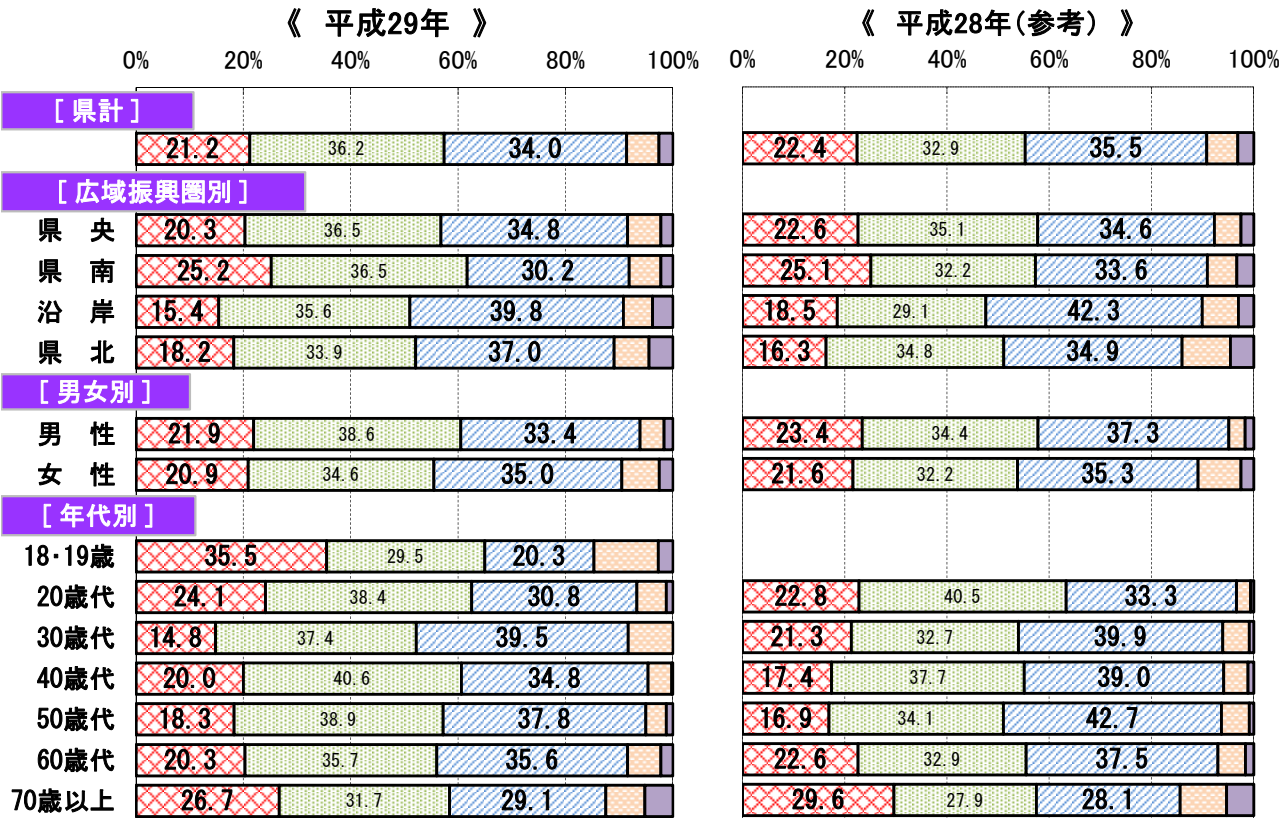 《 平成29年 》 《 平成28年(参考) 》
0% 20% 40% 60% 80% 100% 0% 20% 40% 60% 80% 100%
[ 県計 ]
21.2 36.2 34.0 22.4 32.9 35.5
[ 広域振興圏別 ]
県 央 20.3 36.5 34.8 22.6 35.1 34.6
県 南 25.2 36.5 30.2 25.1 32.2 33.6
沿 岸 15.4 35.6 39.8 18.5 29.1 42.3
県 北 18.2 33.9 37.0 16.3 34.8 34.9
[ 男女別 ]
男 性 21.9 38.6 33.4 23.4 34.4 37.3
女 性 20.9 34.6 35.0 21.6 32.2 35.3
[ 年代別 ]
18・19歳 35.5 29.5 20.3
20歳代 24.1 38.4 30.8 22.8 40.5 33.3
30歳代 14.8 37.4 39.5 21.3 32.7 39.9
40歳代 20.0 40.6 34.8 17.4 37.7 39.0
50歳代 18.3 38.9 37.8 16.9 34.1 42.7
60歳代 20.3 35.7 35.6 22.6 32.9 37.5
70歳以上 26.7 31.7 29.1 29.6 27.9 28.1